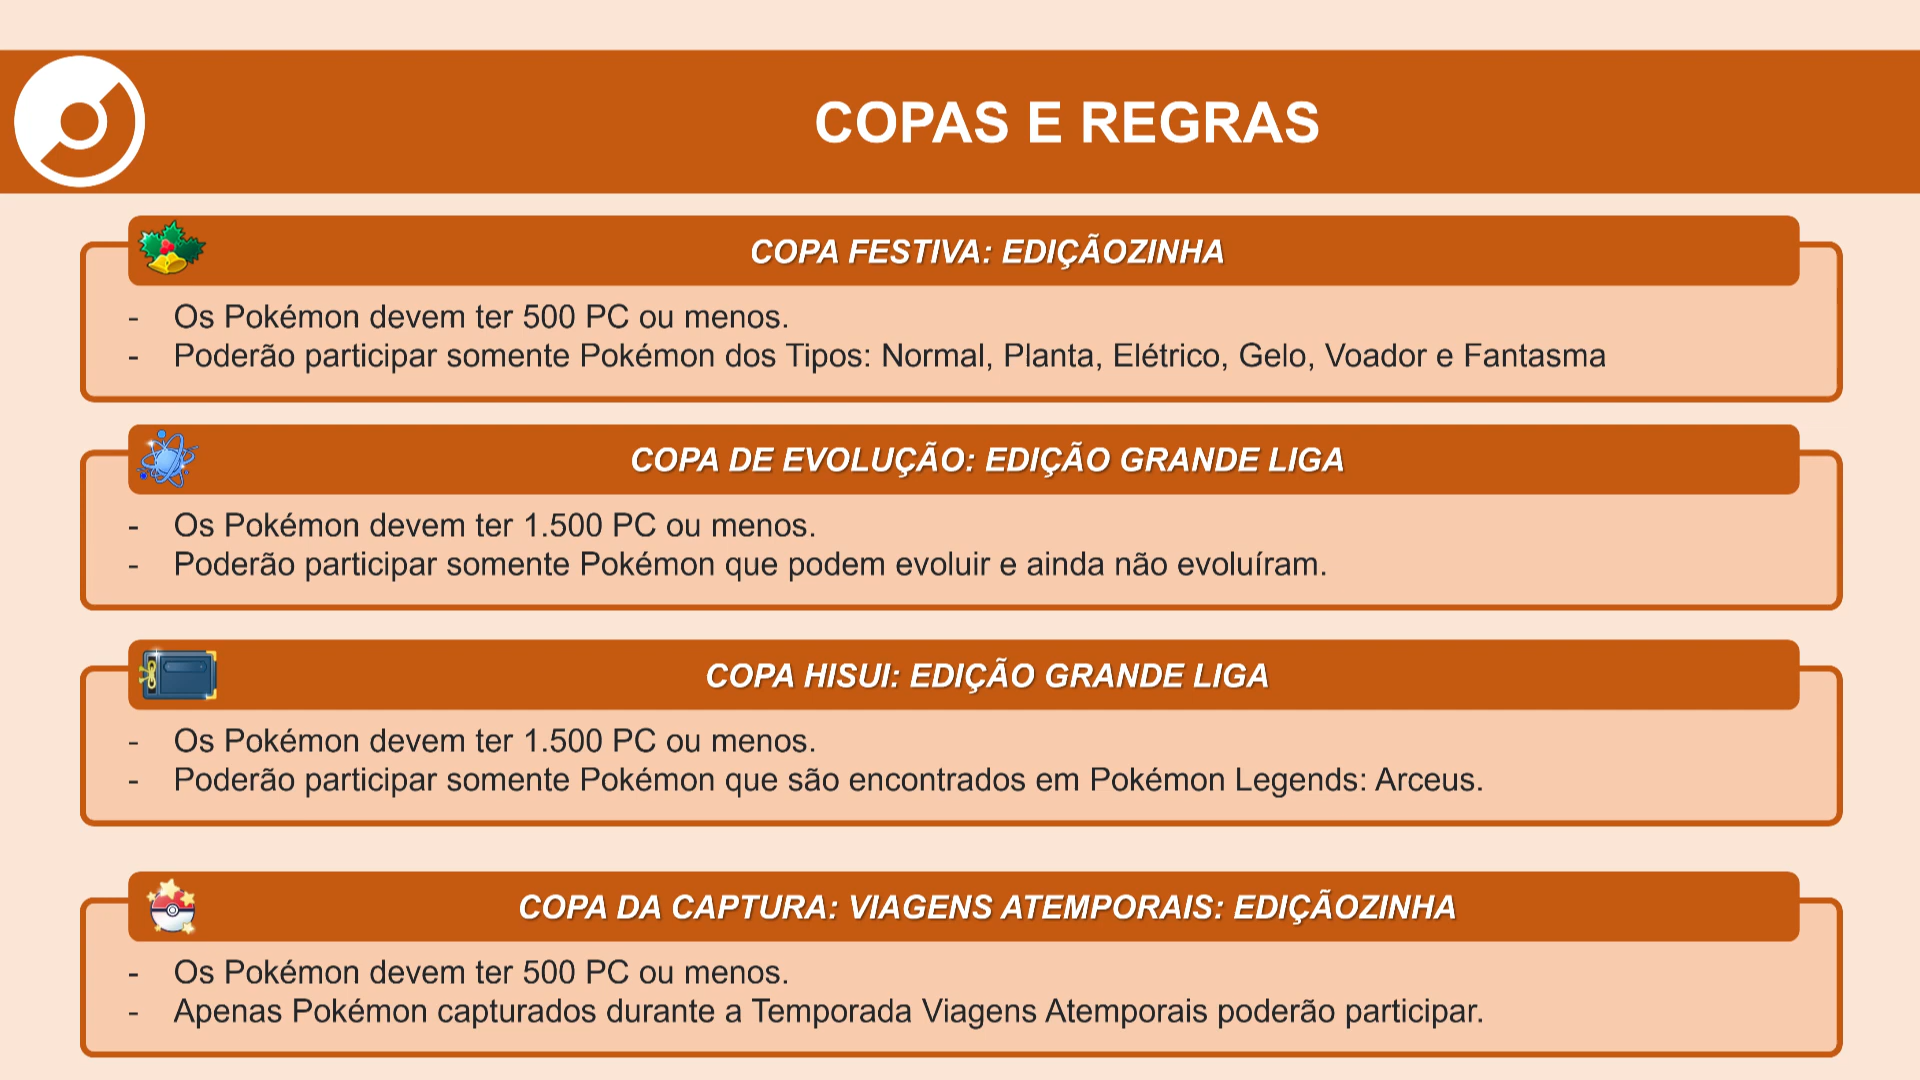 COPAS E REGRAS
COPA FESTIVA: EDIÇÃOZINHA
- Os Pokémon devem ter 500 PC ou menos.
- Poderão participar somente Pokémon dos Tipos: Normal, Planta, Elétrico, Gelo, Voador e Fantasma
COPA DE EVOLUÇÃO: EDIÇÃO GRANDE LIGA
- Os Pokémon devem ter 1.500 PC ou menos.
- Poderão participar somente Pokémon que podem evoluir e ainda não evoluíram.
COPA HISUI: EDIÇÃO GRANDE LIGA
- Os Pokémon devem ter 1.500 PC ou menos.
- Poderão participar somente Pokémon que são encontrados em Pokémon Legends: Arceus.
COPA DA CAPTURA: VIAGENS ATEMPORAIS: EDIÇÃOZINHA
- Os Pokémon devem ter 500 PC ou menos.
- Apenas Pokémon capturados durante a Temporada Viagens Atemporais poderão participar.